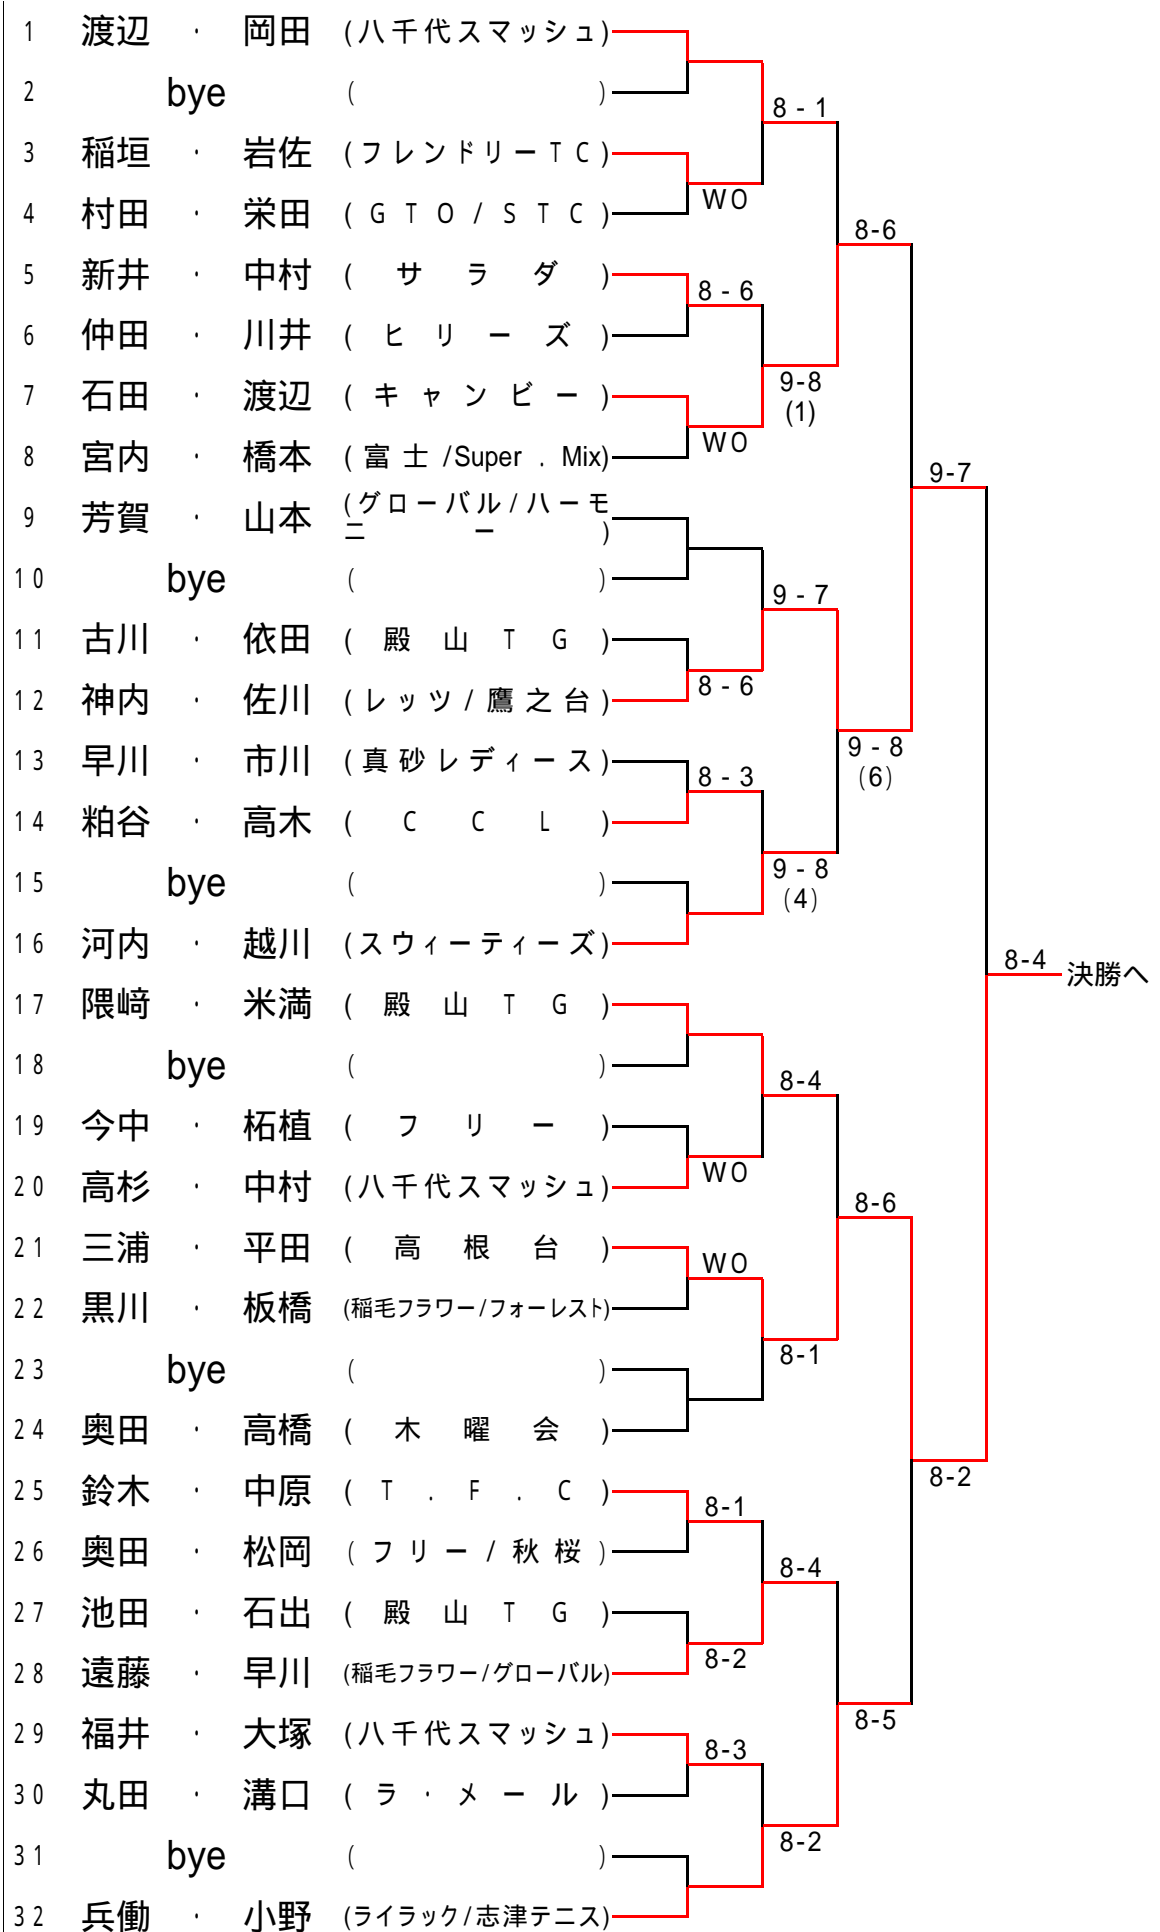 1 渡辺 ・ 岡田 (八千代スマッシュ)
2 bye ( )
8 - 1
3 稲垣 ・ 岩佐 (フレンドリーTC)
WO
4 村田 ・ 栄田 (GTO/STC)
8-6
5 新井 ・ 中村 (サラダ)
8 - 6
6 仲田 ・ 川井 (ヒリーズ)
9-8
(1)
7 石田 ・ 渡辺 (キャンビー)
WO
8 宮内 ・ 橋本 (富士/Super . Mix)
9-7
9 芳賀 ・ 山本 (グローバル/ハーモ
ニー)
10 bye ( )
9 - 7
11 古川 ・ 依田 (殿山TG)
8 - 6
12 神内 ・ 佐川 (レッツ/鷹之台)
9 - 8
(6)
13 早川 ・ 市川 (真砂レディース)
8 - 3
14 粕谷 ・ 高木 (CCL)
9 - 8
(4)
15 bye ( )
16 河内 ・ 越川 (スウィーティーズ)
8-4 決勝へ
17 隈﨑 ・ 米満 (殿山TG)
18 bye ( )
8-4
19 今中 ・ 柘植 (フリー)
WO
20 高杉 ・ 中村 (八千代スマッシュ)
8-6
21 三浦 ・ 平田 (高根台)
WO
22 黒川 ・ 板橋 (稲毛フラワー/フォーレスト)
8-1
23 bye ( )
24 奥田 ・ 高橋 (木曜会)
8-2
25 鈴木 ・ 中原 (T.F.C)
8-1
26 奥田 ・ 松岡 (フリー/秋桜)
8-4
27 池田 ・ 石出 (殿山TG)
8-2
28 遠藤 ・ 早川 (稲毛フラワー/グローバル)
8-5
29 福井 ・ 大塚 (八千代スマッシュ)
8-3
30 丸田 ・ 溝口 (ラ・メール)
8-2
31 bye ( )
32 兵働 ・ 小野 (ライラック/志津テニス)